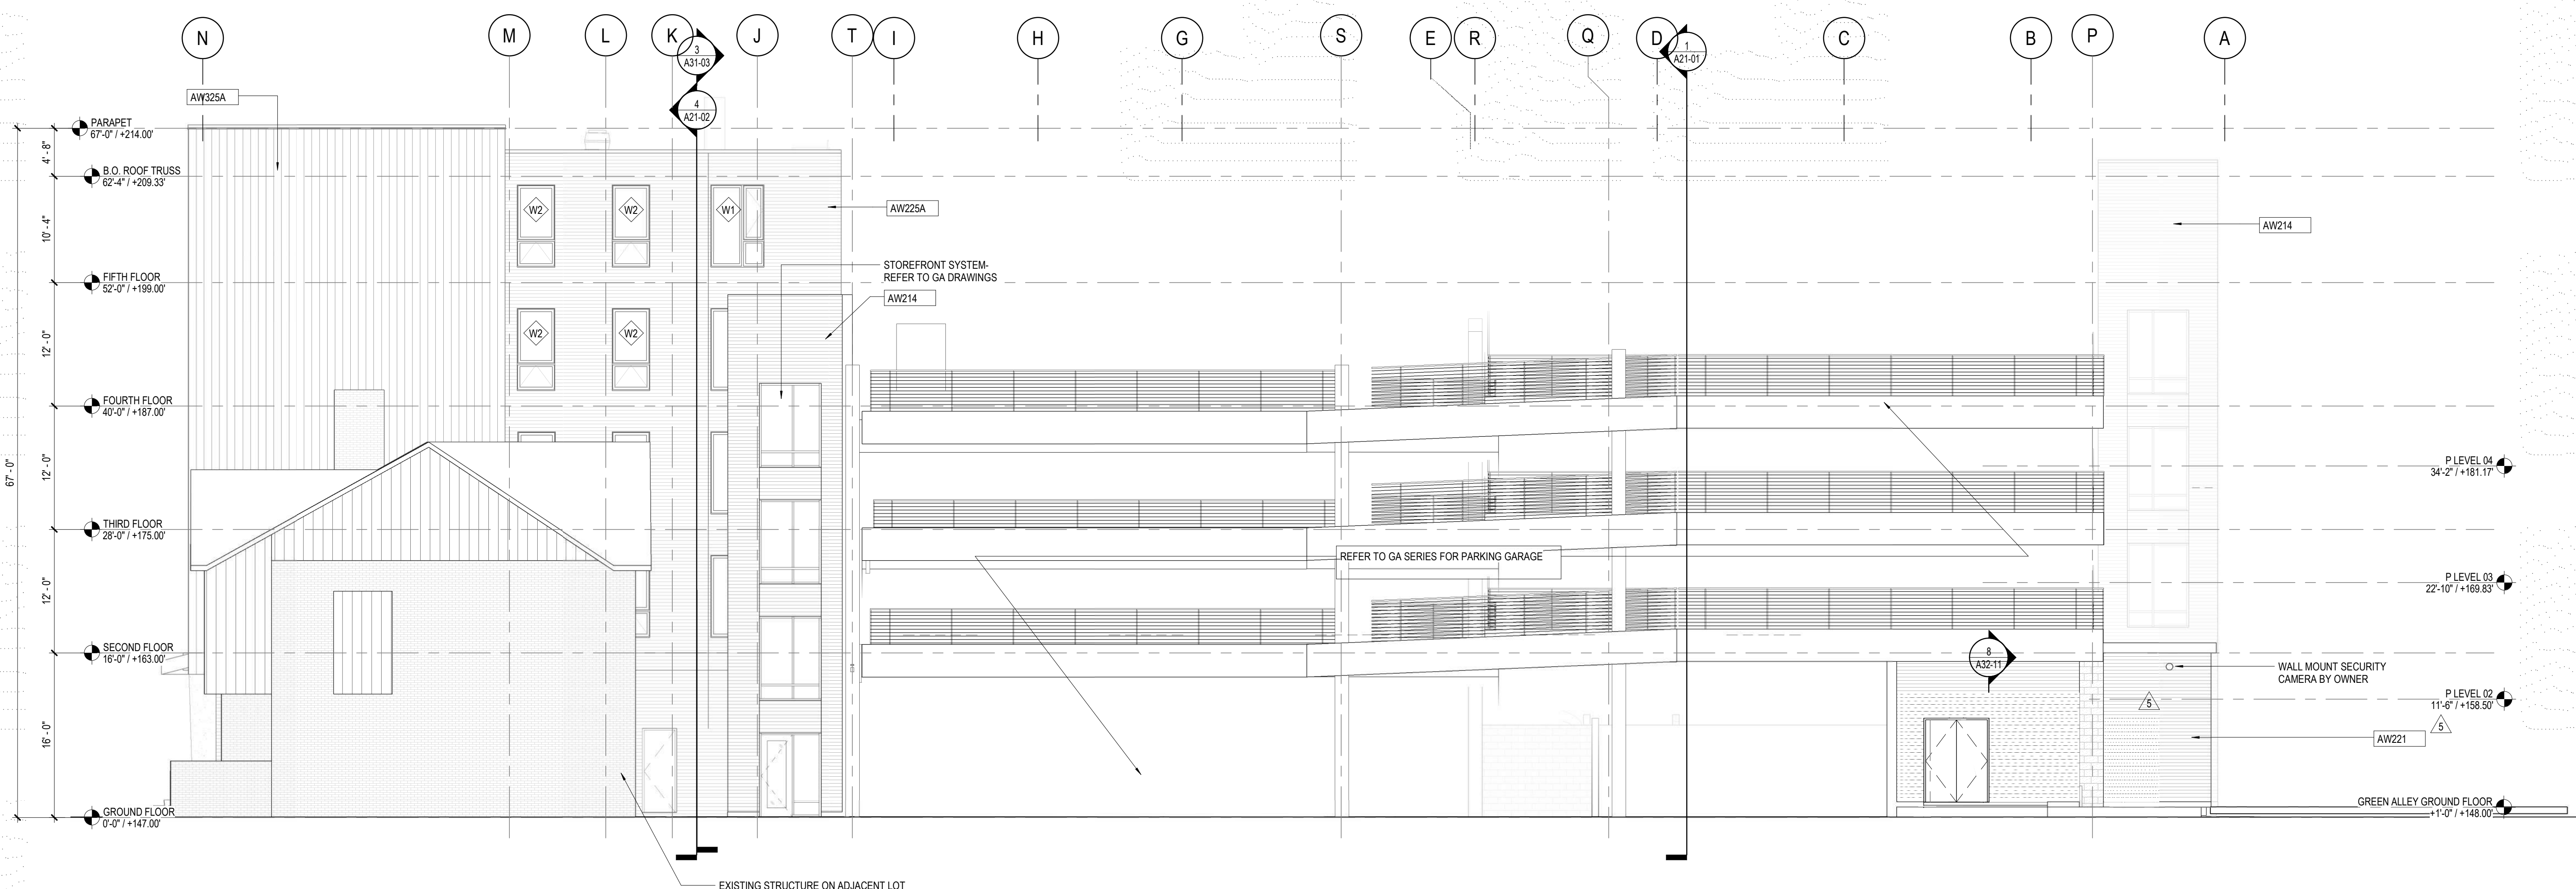 N
M
L
K
J
T
I
H
G
S
E
R
Q
D
C
B
P
A
3
A31-03
4
A21-02
1
A21-01
AW325A
PARAPET
67'-0" / +214.00'
B.O. ROOF TRUSS
62'-4" / +209.33'
FIFTH FLOOR
52'-0" / +199.00'
FOURTH FLOOR
40'-0" / +187.00'
THIRD FLOOR
28'-0" / +175.00'
SECOND FLOOR
16'-0" / +163.00'
GROUND FLOOR
0'-0" / +147.00'
67' - 0"
4' - 8"
10' - 4"
12' - 0"
12' - 0"
12' - 0"
16' - 0"
W2
W2
W1
W2
W2
AW225A
STOREFRONT SYSTEM-
REFER TO GA DRAWINGS
AW214
AW214
REFER TO GA SERIES FOR PARKING GARAGE
P LEVEL 04
34'-2" / +181.17'
P LEVEL 03
22'-10" / +169.83'
8
A32-11
WALL MOUNT SECURITY
CAMERA BY OWNER
5
P LEVEL 02
11'-6" / +158.50'
5
AW221
GREEN ALLEY GROUND FLOOR
+1'-0" / +148.00'
EXISTING STRUCTURE ON ADJACENT LOT